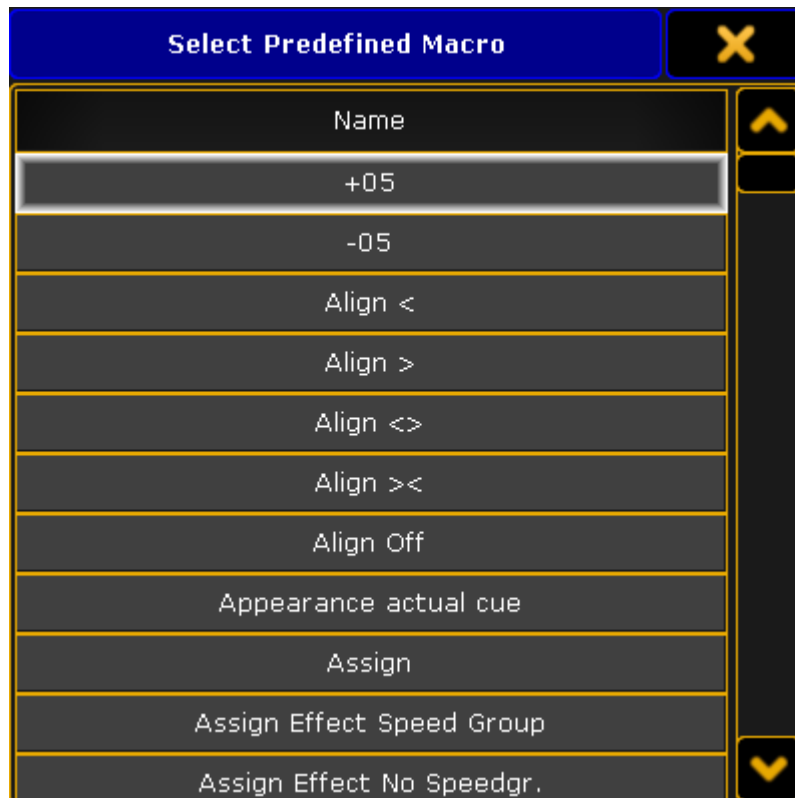 Select Predefined Macro
Name
+05
-05
Align <
Align >
Align <>
Align ><
Align Off
Appearance actual cue
Assign
Assign Effect Speed Group
Assign Effect No Speedgr.